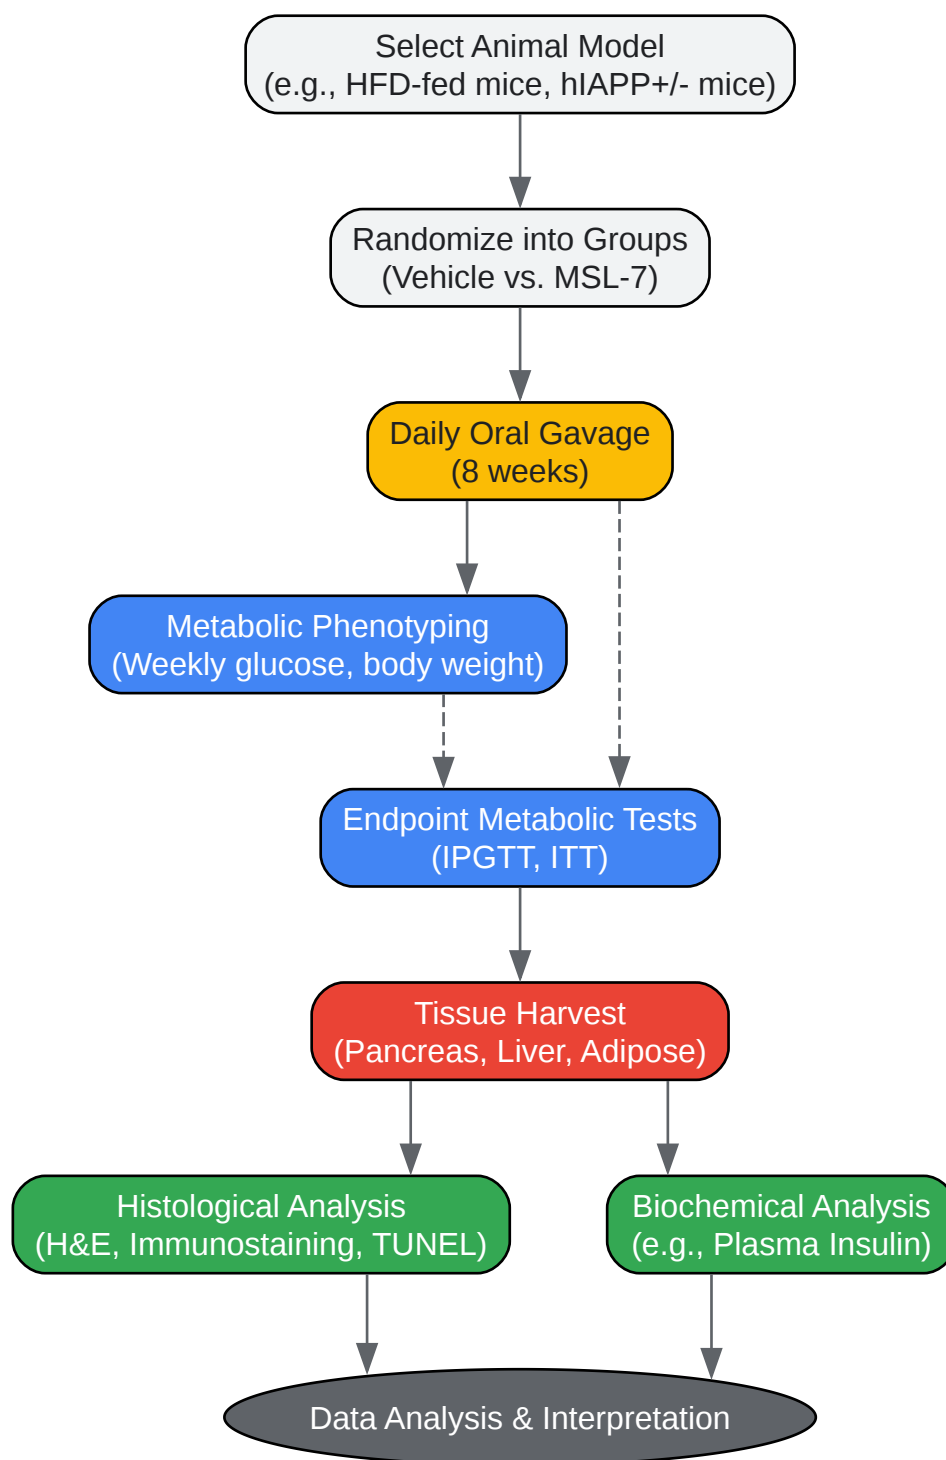 Select Animal Model
(e.g., HFD-fed mice, hIAPP+/- mice)
Randomize into Groups
(Vehicle vs. MSL-7)
Daily Oral Gavage
(8 weeks)
Metabolic Phenotyping
(Weekly glucose, body weight)
Endpoint Metabolic Tests
(IPGTT, ITT)
Tissue Harvest
(Pancreas, Liver, Adipose)
Histological Analysis
(H&E, Immunostaining, TUNEL)
Biochemical Analysis
(e.g., Plasma Insulin)
Data Analysis & Interpretation